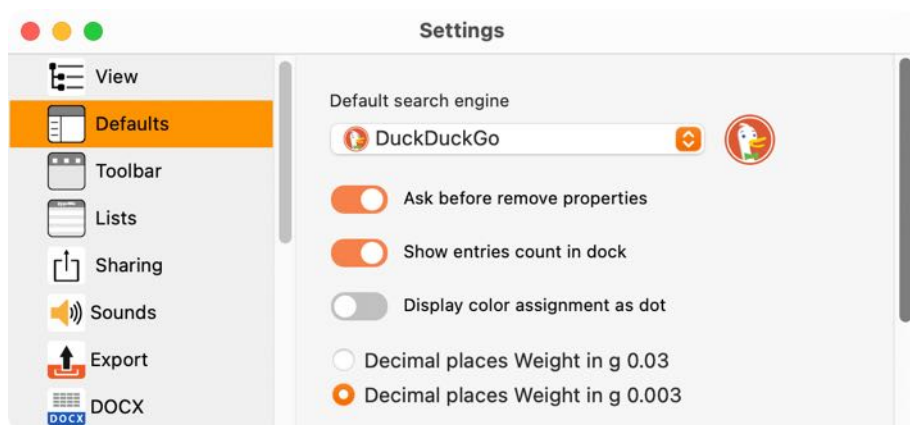 Settings
View
Defaults
Toolbar
Lists
Sharing
Sounds
Export
DOCX
DOCX
Default search engine
DuckDuckGo
Ask before remove properties
Show entries count in dock
Display color assignment as dot
Decimal places Weight in g 0.03
Decimal places Weight in g 0.003